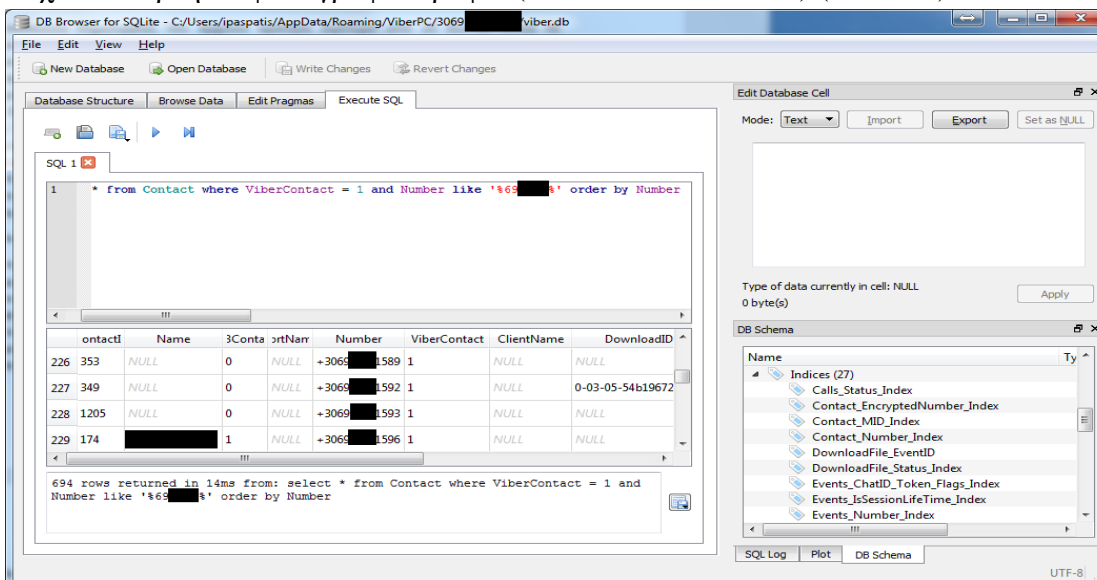 DB Browser for SQLite - C:/Users/ipaspatis/AppData/Roaming/ViberPC/3069 /viber.db
File Edit View Help
New Database Open Database Write Changes Revert Changes
Database Structure Browse Data Edit Pragmas Execute SQL
SQL 1
1 * from Contact where ViberContact = 1 and Number like '%69 %' order by Number
ontactI Name 3Conta ortNam Number ViberContact ClientName DownloadID
226 353 NULL 0 NULL +3069 1589 1 NULL NULL
227 349 NULL 0 NULL +3069 1592 1 NULL 0-03-05-54b19672
228 1205 NULL 0 NULL +3069 1593 1 NULL NULL
229 174 1 NULL +3069 1596 1 NULL NULL
694 rows returned in 14ms from: select * from Contact where ViberContact = 1 and
Number like '%69 %' order by Number
Edit Database Cell
Mode: Text Import Export Set as NULL
Type of data currently in cell: NULL
0 byte(s)
Apply
DB Schema
Name Ty
Indices (27)
Calls_Status_Index
Contact_EncryptedNumber_Index
Contact_MID_Index
Contact_Number_Index
DownloadFile_EventID
DownloadFile_Status_Index
Events_ChatID_Token_Flags_Index
Events_IsSessionLifeTime_Index
Events_Number_Index
SQL Log Plot DB Schema
UTF-8